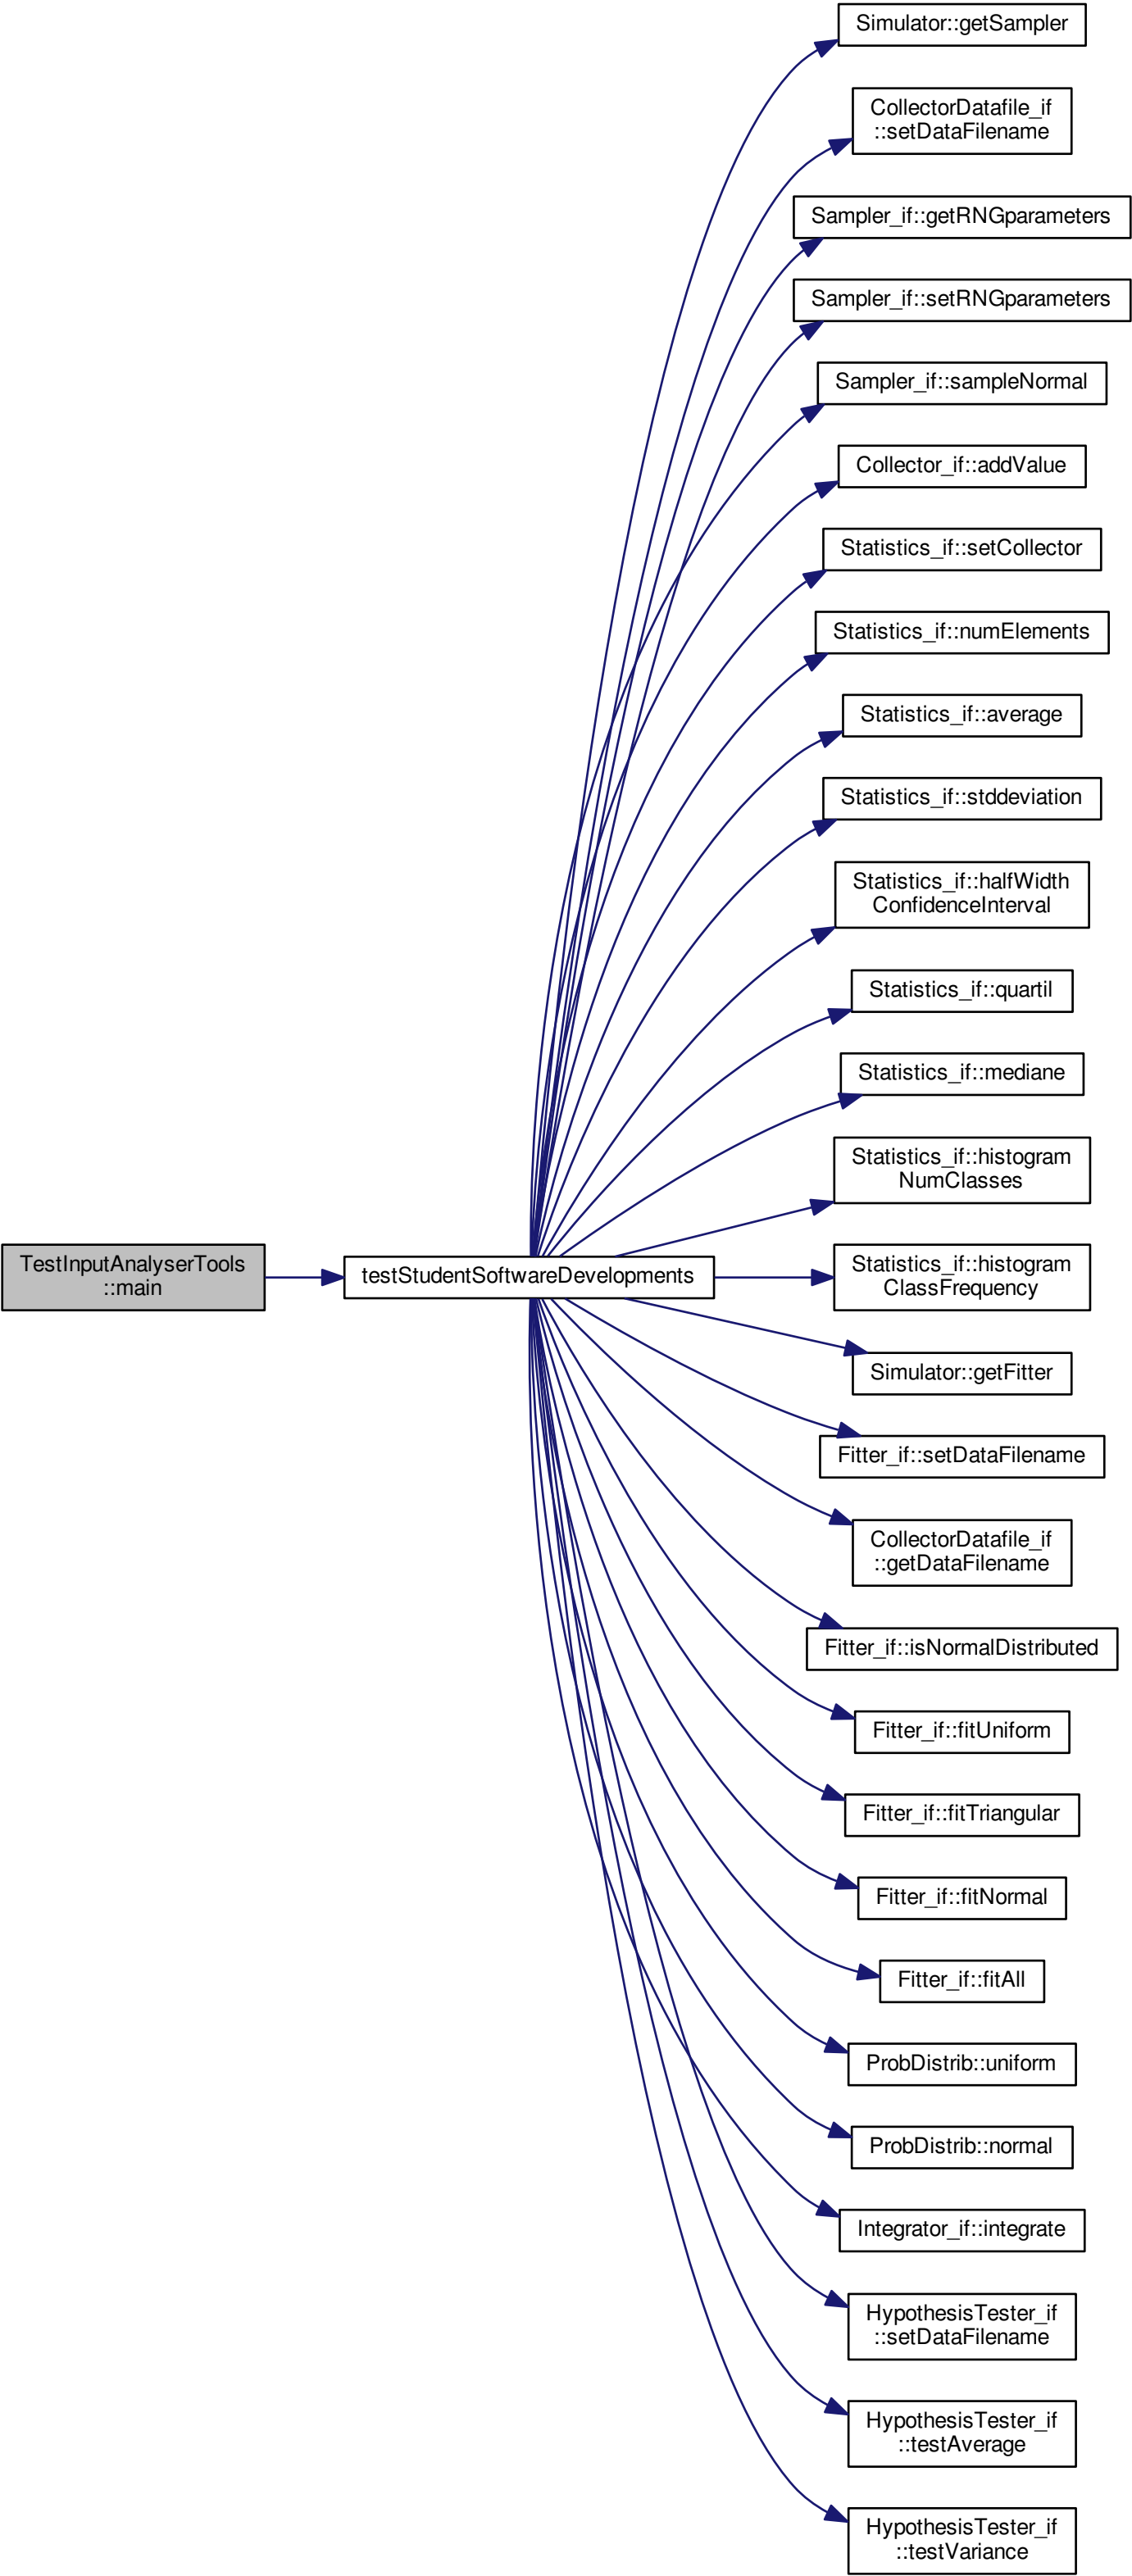 Simulator::getSampler
CollectorDatafile_if
::setDataFilename
Sampler_if::getRNGparameters
Sampler_if::setRNGparameters
Sampler_if::sampleNormal
Collector_if::addValue
Statistics_if::setCollector
Statistics_if::numElements
Statistics_if::average
Statistics_if::stddeviation
Statistics_if::halfWidth
ConfidenceInterval
Statistics_if::quartil
Statistics_if::mediane
Statistics_if::histogram
NumClasses
TestInputAnalyserTools
::main
testStudentSoftwareDevelopments
Statistics_if::histogram
ClassFrequency
Simulator::getFitter
Fitter_if::setDataFilename
CollectorDatafile_if
::getDataFilename
Fitter_if::isNormalDistributed
Fitter_if::fitUniform
Fitter_if::fitTriangular
Fitter_if::fitNormal
Fitter_if::fitAll
ProbDistrib::uniform
ProbDistrib::normal
Integrator_if::integrate
HypothesisTester_if
::setDataFilename
HypothesisTester_if
::testAverage
HypothesisTester_if
::testVariance